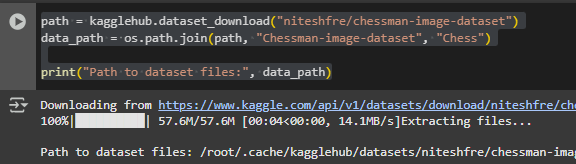 path = kagglehub.dataset_download("niteshfre/chessman-image-dataset")
data_path = os.path.join(path, "Chessman-image-dataset", "Chess")
print("Path to dataset files:", data_path)
Downloading from https://www.kaggle.com/api/v1/datasets/download/niteshfre/che
100%|██████████| 57.6M/57.6M [00:04<00:00, 14.1MB/s]Extracting files...
Path to dataset files: /root/.cache/kagglehub/datasets/niteshfre/chessman-ima